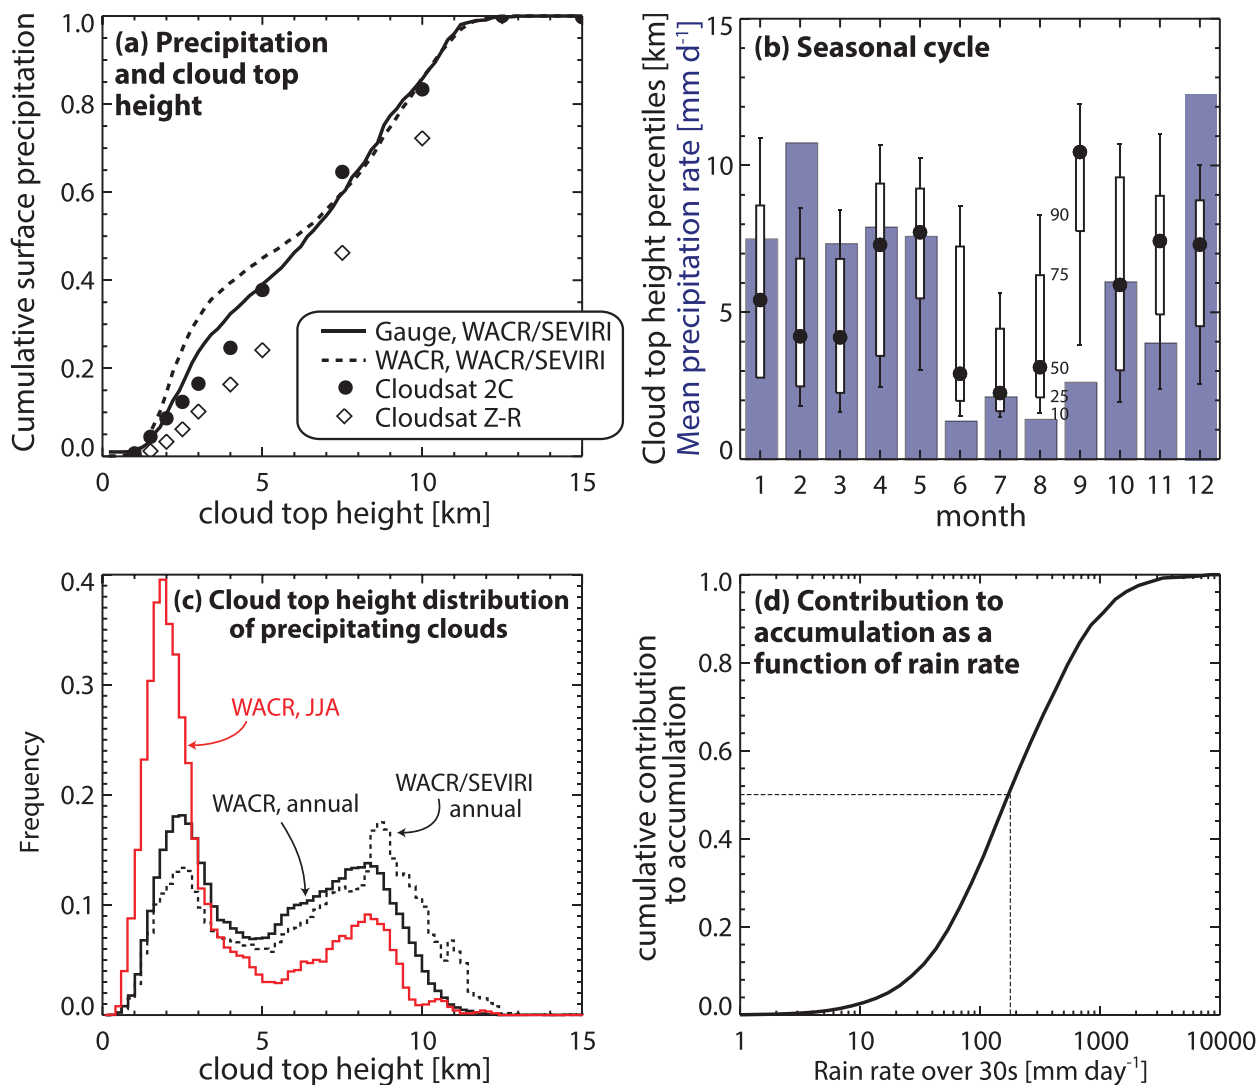 (a) Precipitation
and cloud top
height
Cumulative surface precipitation
1.0
0.8
0.6
0.4
0.2
0.0
Gauge, WACR/SEVIRI
WACR, WACR/SEVIRI
Cloudsat 2C
Cloudsat Z-R
0 5 10 15
cloud top height [km]
(b) Seasonal cycle
Cloud top height percentiles [km]
Mean precipitation rate [mm d-1]
15
10
5
0
90
75
50
25
10
1 2 3 4 5 6 7 8 9 10 11 12
month
(c) Cloud top height distribution
of precipitating clouds
Frequency
0.4
0.3
0.2
0.1
0.0
WACR, JJA
WACR, annual
WACR/SEVIRI
annual
0 5 10 15
cloud top height [km]
(d) Contribution to
accumulation as a
function of rain rate
cumulative contribution
to accumulation
1.0
0.8
0.6
0.4
0.2
0.0
1 10 100 1000 10000
Rain rate over 30s [mm day-1]